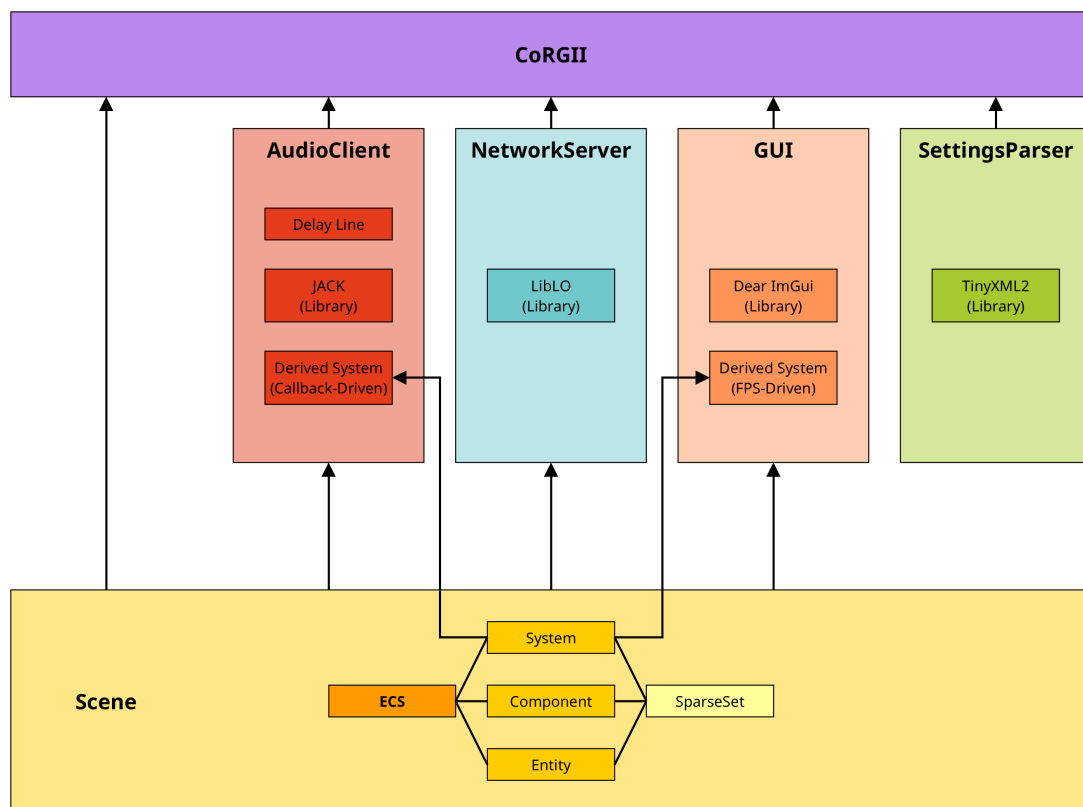 CoRGII
AudioClient
NetworkServer
GUI
SettingsParser
Delay Line
JACK
(Library)
LibLO
(Library)
Dear ImGui
(Library)
TinyXML2
(Library)
Derived System
(Callback-Driven)
Derived System
(FPS-Driven)
System
Scene
ECS
Component
SparseSet
Entity